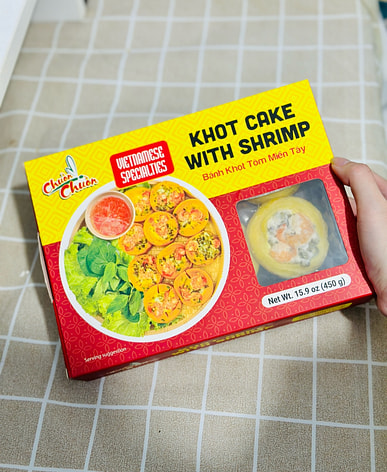 Chuồn Chuồn
VIETNAMESE
SPECIALTIES
KHOT CAKE
WITH SHRIMP
Bánh Khọt Tôm Miền Tây
Net Wt. 15.9 oz (450 g)
Serving suggestion